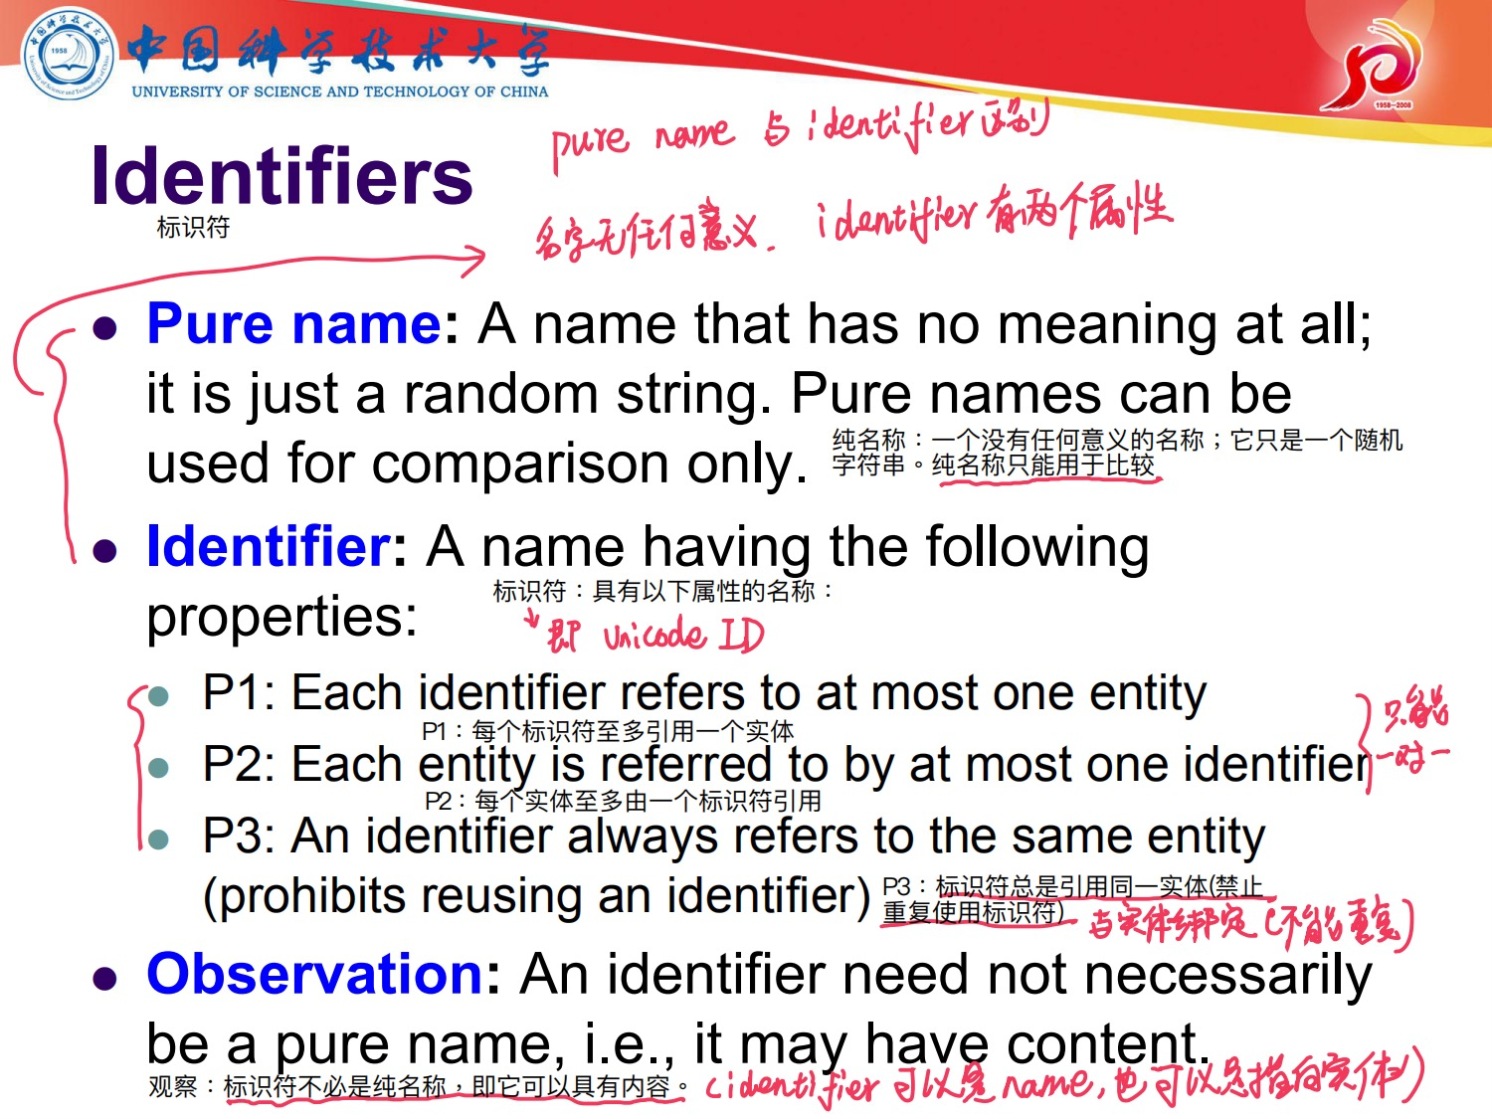 中国科学技术大学
UNIVERSITY OF SCIENCE AND TECHNOLOGY OF CHINA
1958
1958-2008
pure name 与 identifier 区别
Identifiers
标识符
名字无任何意义. identifier 有两个属性
Pure name: A name that has no meaning at all;
it is just a random string. Pure names can be
used for comparison only.
纯名称：一个没有任何意义的名称；它只是一个随机
字符串。纯名称只能用于比较
Identifier: A name having the following
properties:
标识符：具有以下属性的名称：
即 Unicode ID
P1: Each identifier refers to at most one entity
P1：每个标识符至多引用一个实体
P2: Each entity is referred to by at most one identifier
P2：每个实体至多由一个标识符引用
只能
一对一
P3: An identifier always refers to the same entity
(prohibits reusing an identifier)
P3：标识符总是引用同一实体(禁止
重复使用标识符)
与实体绑定(不能重复)
Observation: An identifier need not necessarily
be a pure name, i.e., it may have content.
观察：标识符不必是纯名称，即它可以具有内容。
(identifier 可以是 name, 也可以是指向实体)